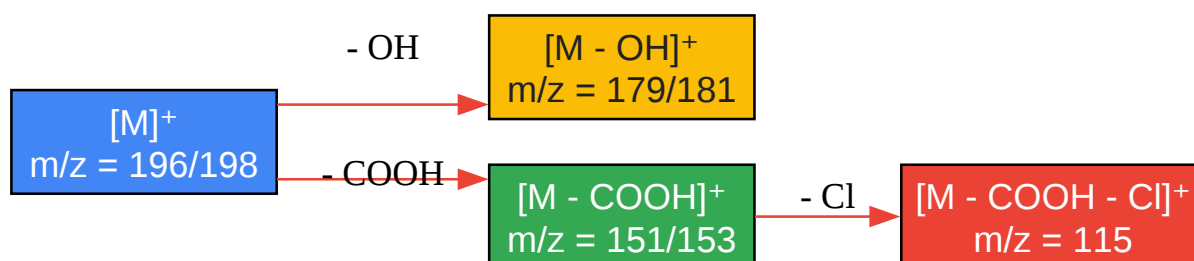 - OH
[M - OH]⁺
m/z = 179/181
[M]⁺
m/z = 196/198
- COOH
[M - COOH]⁺
m/z = 151/153
- Cl
[M - COOH - Cl]⁺
m/z = 115